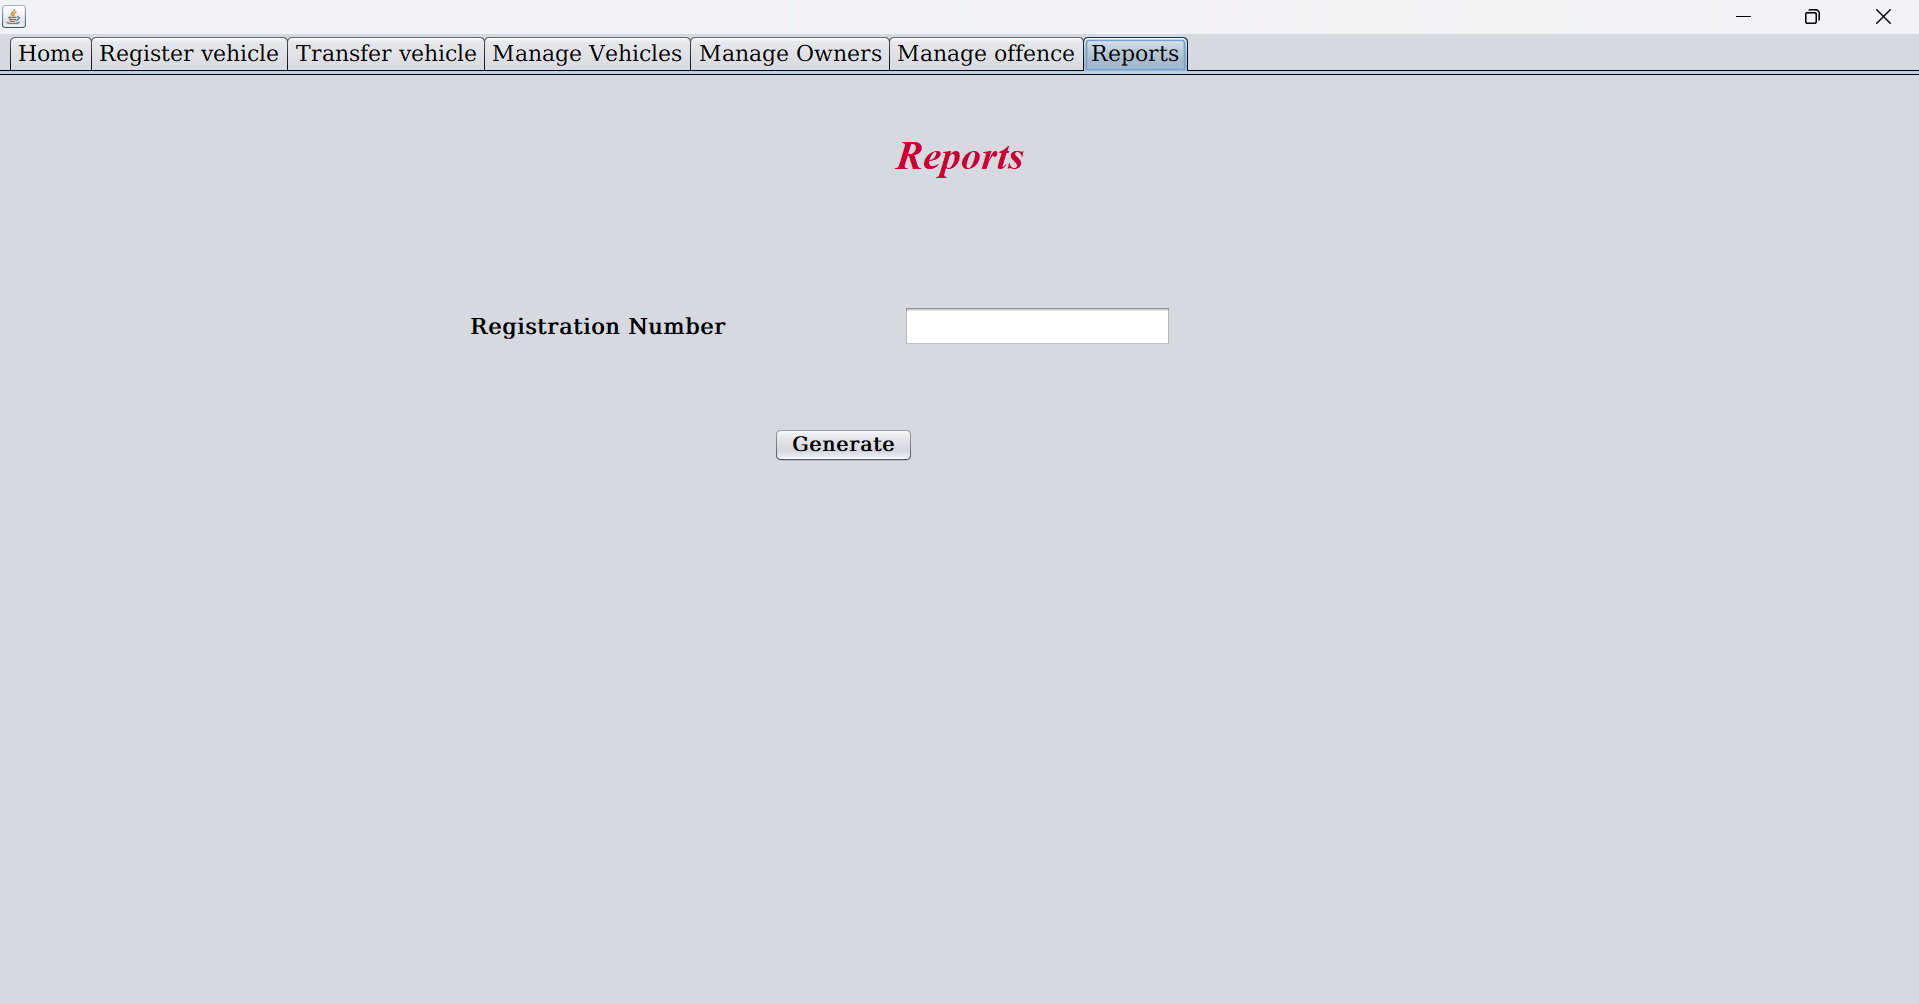 Home Register vehicle Transfer vehicle Manage Vehicles Manage Owners Manage offence Reports
Reports
Registration Number
Generate